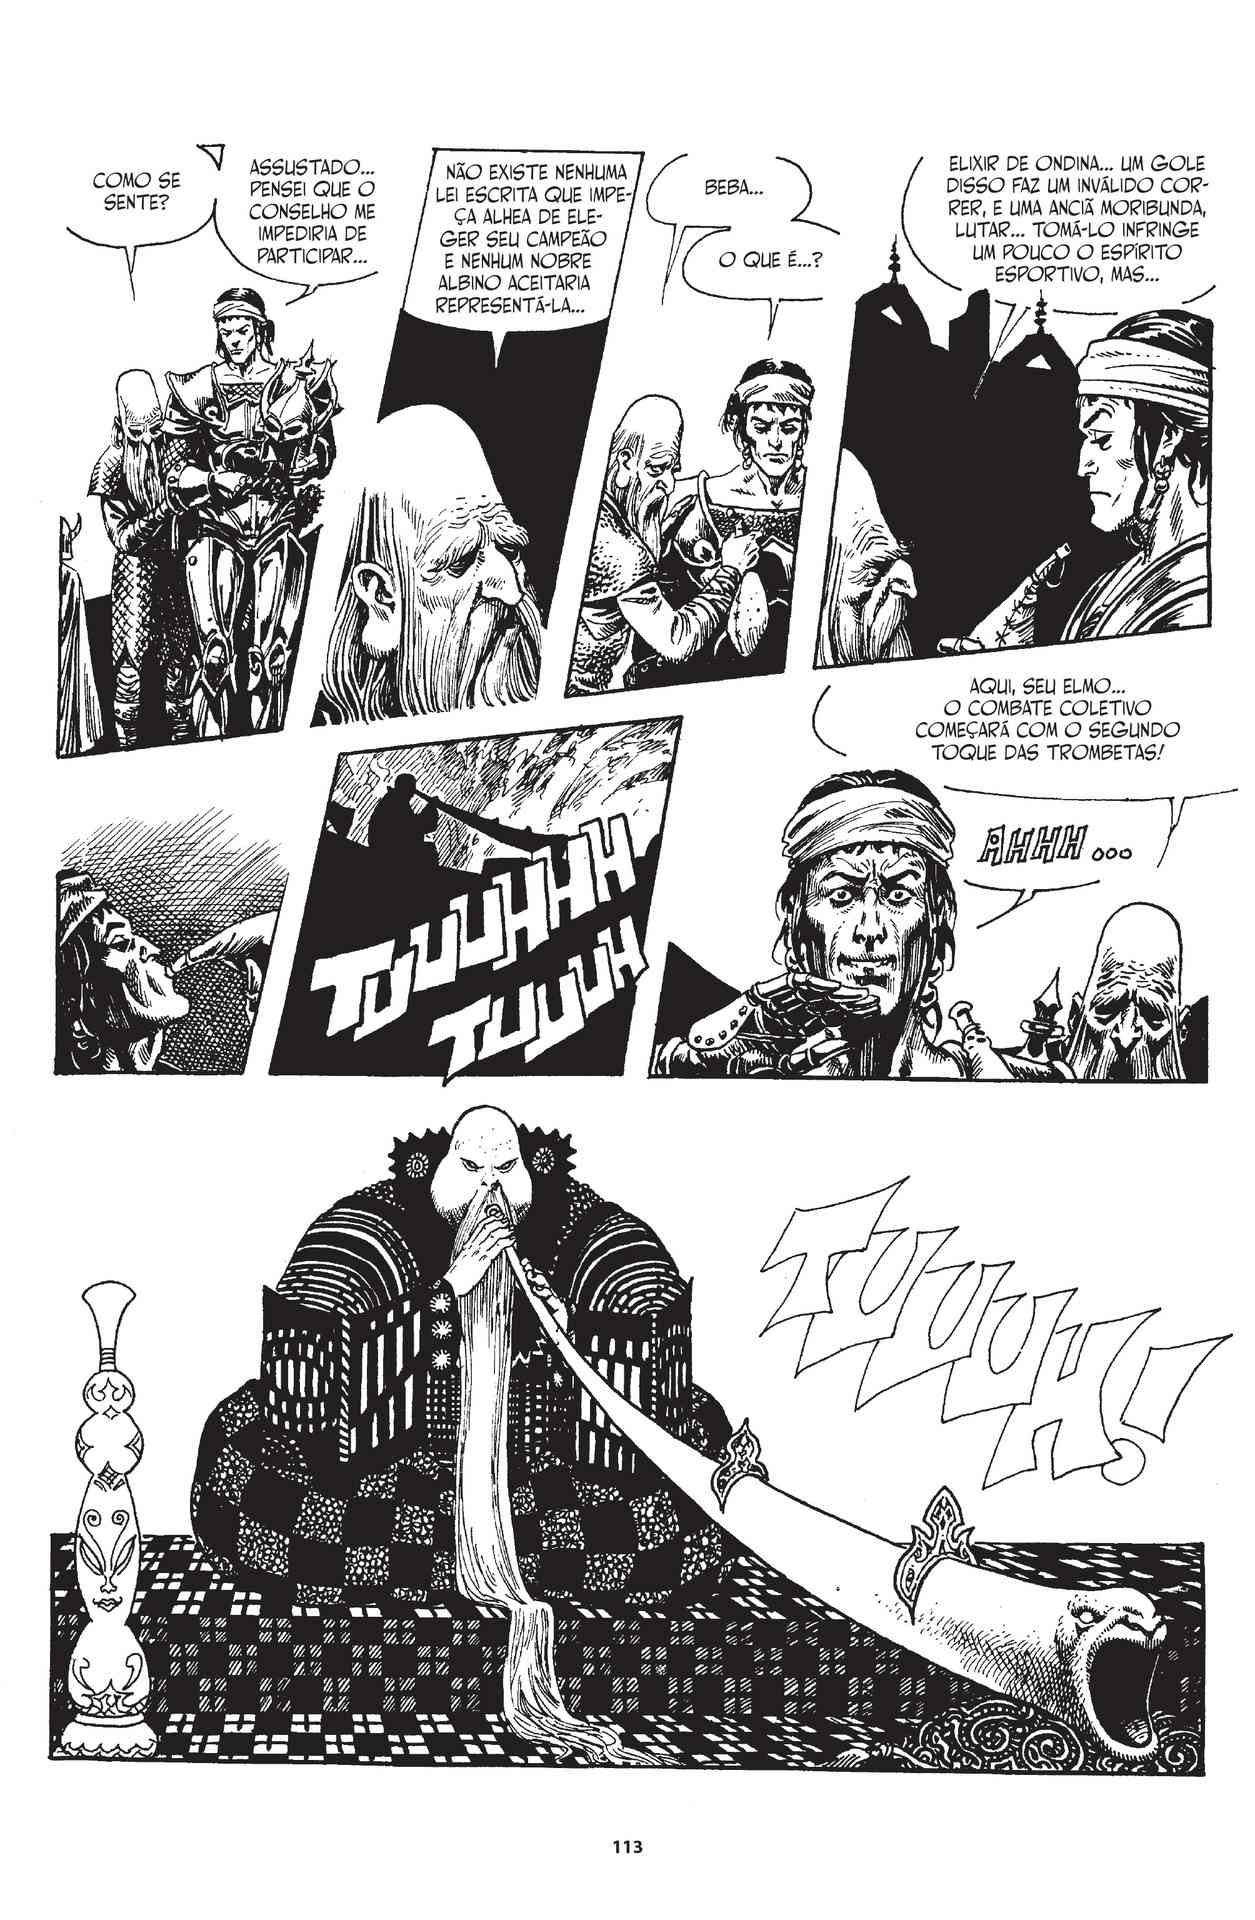 COMO SE
SENTE?
ASSUSTADO...
PENSEI QUE O
CONSELHO ME
IMPEDIRIA DE
PARTICIPAR...
NÃO EXISTE NENHUMA
LEI ESCRITA QUE IMPE-
ÇA ALHEA DE ELE-
GER SEU CAMPEÃO
E NENHUM NOBRE
ALBINO ACEITARIA
REPRESENTÁ-LA...
BEBA...
O QUE É...?
ELIXIR DE ONDINA... UM GOLE
DISSO FAZ UM INVÁLIDO COR-
RER, E UMA ANCIÃ MORIBUNDA,
LUTAR... TOMÁ-LO INFRINGE
UM POUCO O ESPÍRITO
ESPORTIVO, MAS...
TUUUHHH
TUUUH
AQUI, SEU ELMO...
O COMBATE COLETIVO
COMEÇARÁ COM O SEGUNDO
TOQUE DAS TROMBETAS!
AHHH...
TUUUH!
113